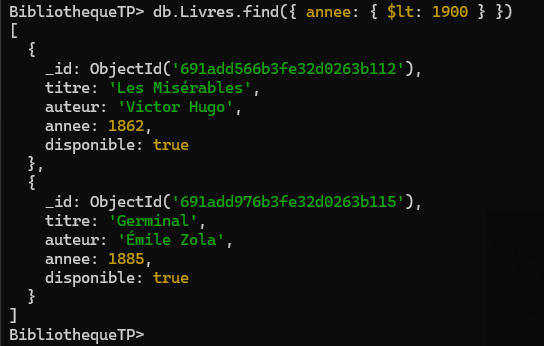 BibliothequeTP> db.Livres.find({ annee: { $lt: 1900 } })
[
  {
    _id: ObjectId('691add566b3fe32d0263b112'),
    titre: 'Les Misérables',
    auteur: 'Victor Hugo',
    annee: 1862,
    disponible: true
  },
  {
    _id: ObjectId('691add976b3fe32d0263b115'),
    titre: 'Germinal',
    auteur: 'Émile Zola',
    annee: 1885,
    disponible: true
  }
]
BibliothequeTP>